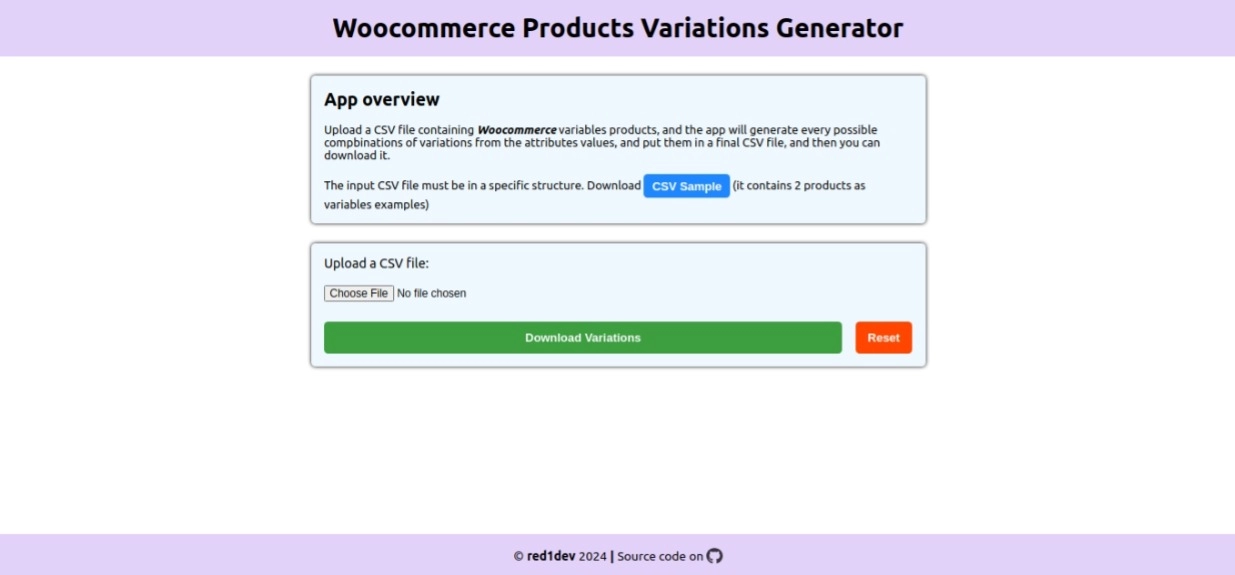 Woocommerce Products Variations Generator
App overview
Upload a CSV file containing Woocommerce variables products, and the app will generate every possible
compbinations of variations from the attributes values, and put them in a final CSV file, and then you can
download it.
The input CSV file must be in a specific structure. Download CSV Sample (it contains 2 products as
variables examples)
Upload a CSV file:
Choose File No file chosen
Download Variations Reset
© red1dev 2024 | Source code on